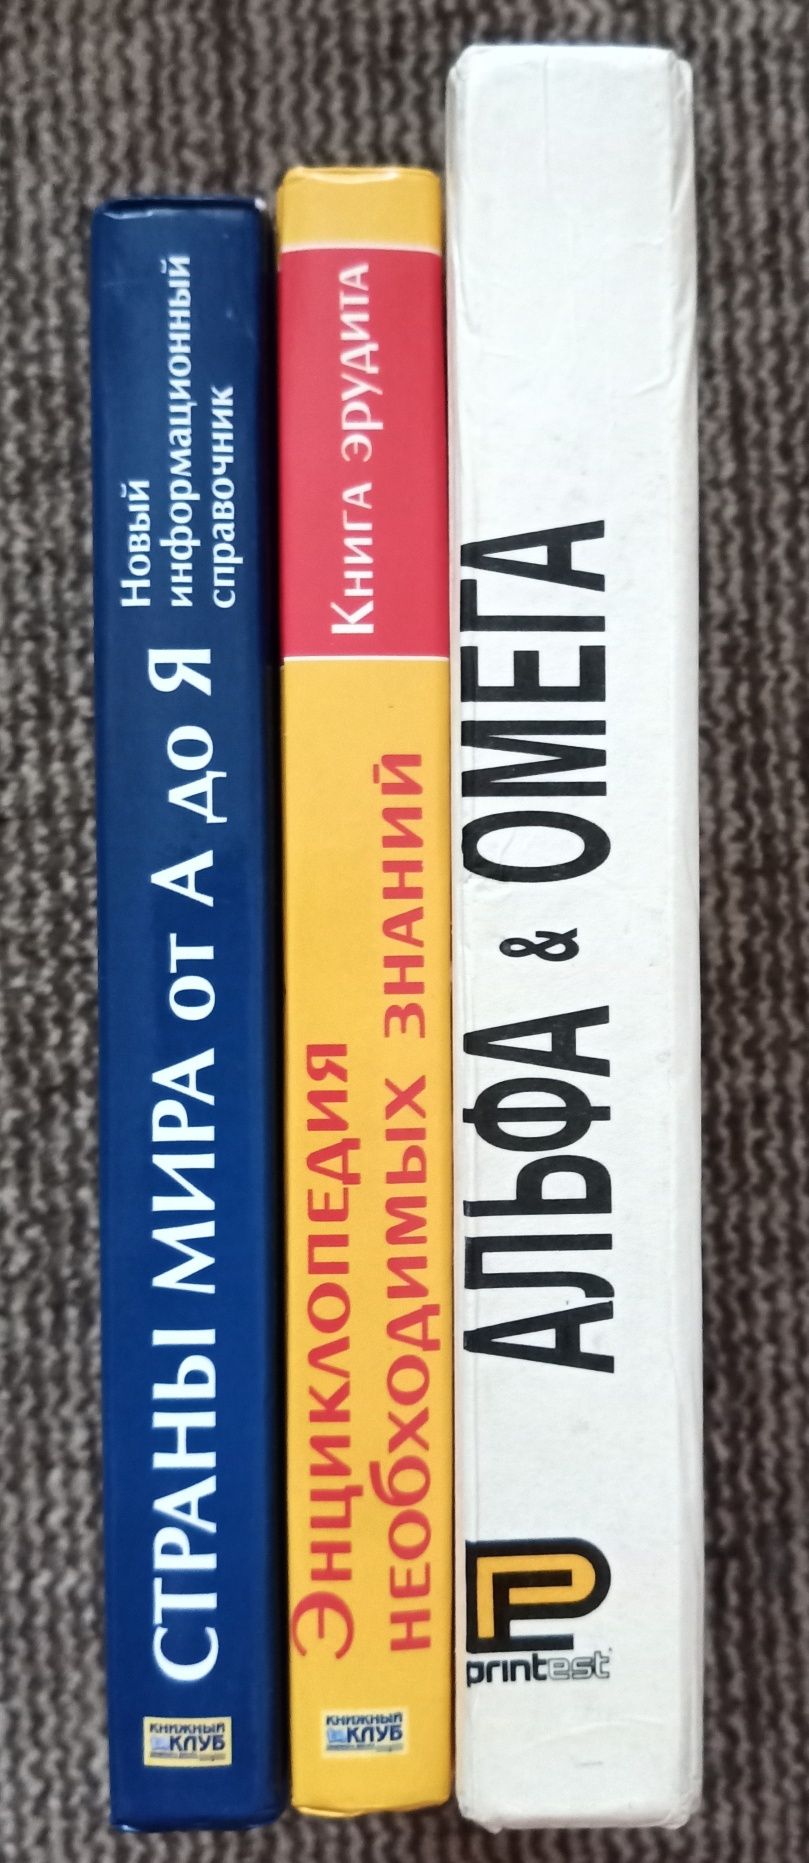 СТРАНЫ МИРА от А до Я
Новый
информационный
справочник
КНИЖНЫЙ
КЛУБ
Энциклопедия
необходимых знаний
Книга эрудита
КНИЖНЫЙ
КЛУБ
АЛЬФА & ОМЕГА
printest